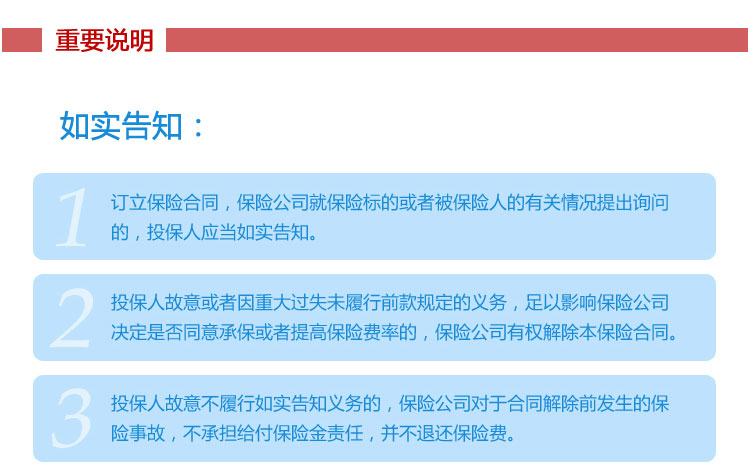 重要说明
如实告知：
1
订立保险合同，保险公司就保险标的或者被保险人的有关情况提出询问
的，投保人应当如实告知。
2
投保人故意或者因重大过失未履行前款规定的义务，足以影响保险公司
决定是否同意承保或者提高保险费率的，保险公司有权解除本保险合同。
3
投保人故意不履行如实告知义务的，保险公司对于合同解除前发生的保
险事故，不承担给付保险金责任，并不退还保险费。